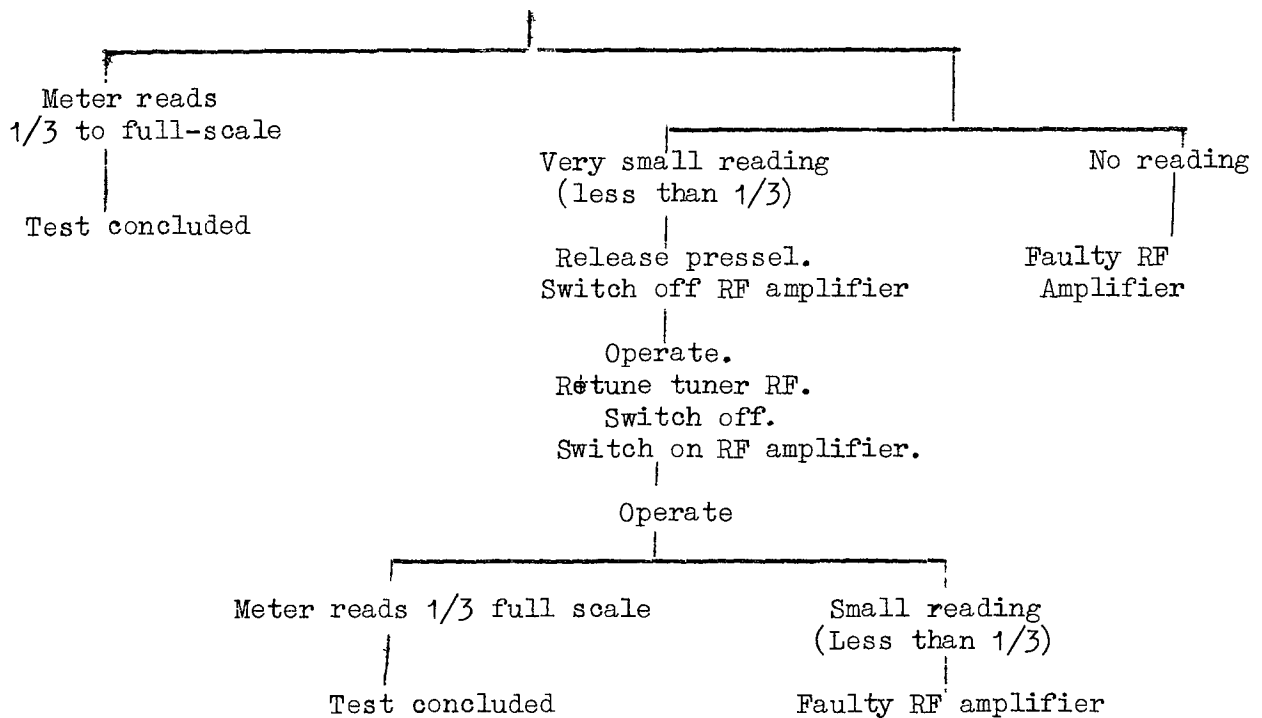 Meter reads
1/3 to full-scale
Test concluded
Very small reading
(less than 1/3)
No reading
Release pressel.
Switch off RF amplifier
Faulty RF
Amplifier
Operate.
Retune tuner RF.
Switch off.
Switch on RF amplifier.
Operate
Meter reads 1/3 full scale
Small reading
(Less than 1/3)
Test concluded
Faulty RF amplifier